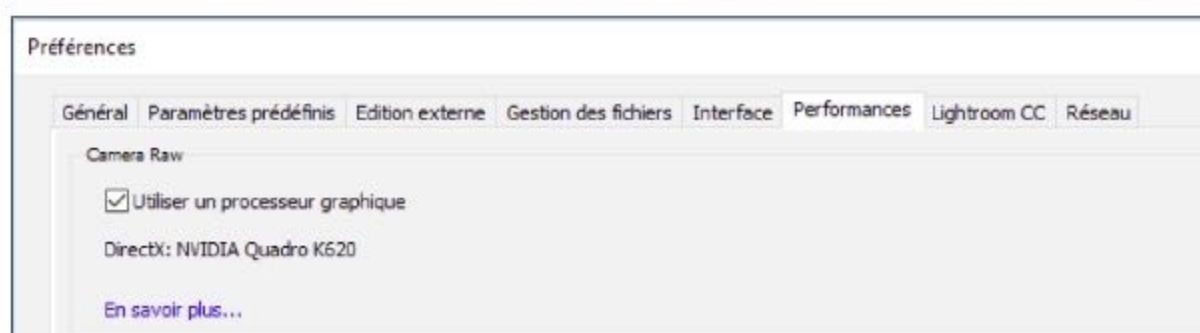 Préférences
Général Paramètres prédéfinis Edition externe Gestion des fichiers Interface Performances Lightroom CC Réseau
Camera Raw
Utiliser un processeur graphique
DirectX: NVIDIA Quadro K620
En savoir plus...